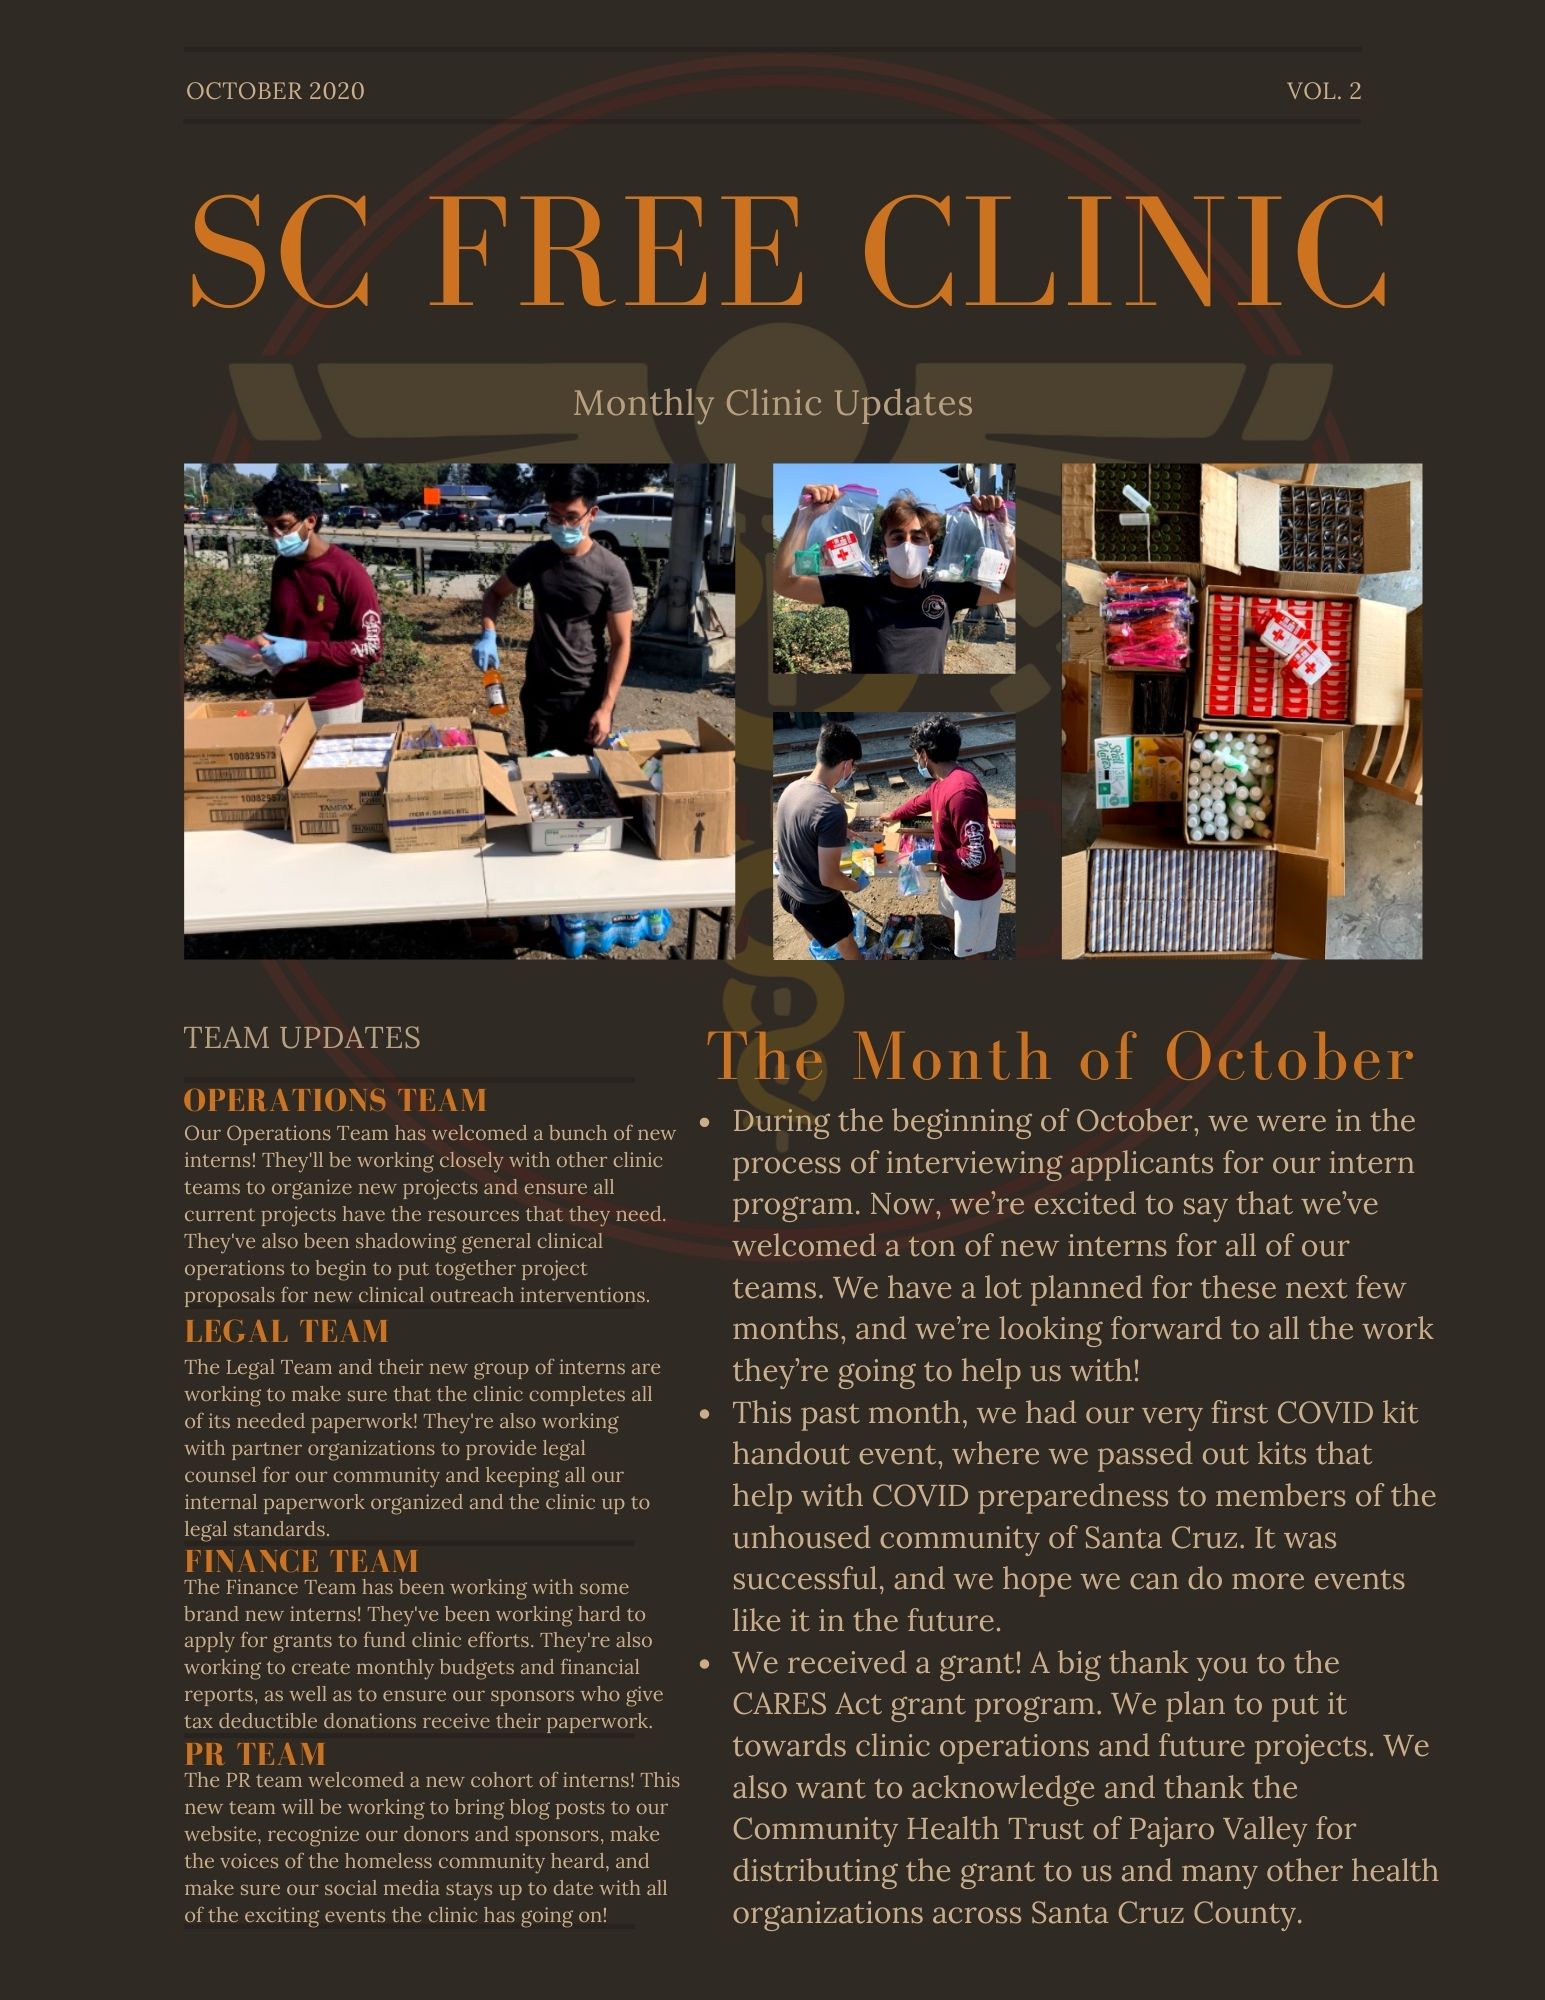 OCTOBER 2020
VOL. 2
SC FREE CLINIC
Monthly Clinic Updates
100829573
100829573
TAMPAX
UP
TEAM UPDATES
OPERATIONS TEAM
Our Operations Team has welcomed a bunch of new
interns! They'll be working closely with other clinic
teams to organize new projects and ensure all
current projects have the resources that they need.
They've also been shadowing general clinical
operations to begin to put together project
proposals for new clinical outreach interventions.
LEGAL TEAM
The Legal Team and their new group of interns are
working to make sure that the clinic completes all
of its needed paperwork! They're also working
with partner organizations to provide legal
counsel for our community and keeping all our
internal paperwork organized and the clinic up to
legal standards.
FINANCE TEAM
The Finance Team has been working with some
brand new interns! They've been working hard to
apply for grants to fund clinic efforts. They're also
working to create monthly budgets and financial
reports, as well as to ensure our sponsors who give
tax deductible donations receive their paperwork.
PR TEAM
The PR team welcomed a new cohort of interns! This
new team will be working to bring blog posts to our
website, recognize our donors and sponsors, make
the voices of the homeless community heard, and
make sure our social media stays up to date with all
of the exciting events the clinic has going on!
The Month of October
• During the beginning of October, we were in the
process of interviewing applicants for our intern
program. Now, we’re excited to say that we’ve
welcomed a ton of new interns for all of our
teams. We have a lot planned for these next few
months, and we’re looking forward to all the work
they’re going to help us with!
• This past month, we had our very first COVID kit
handout event, where we passed out kits that
help with COVID preparedness to members of the
unhoused community of Santa Cruz. It was
successful, and we hope we can do more events
like it in the future.
• We received a grant! A big thank you to the
CARES Act grant program. We plan to put it
towards clinic operations and future projects. We
also want to acknowledge and thank the
Community Health Trust of Pajaro Valley for
distributing the grant to us and many other health
organizations across Santa Cruz County.